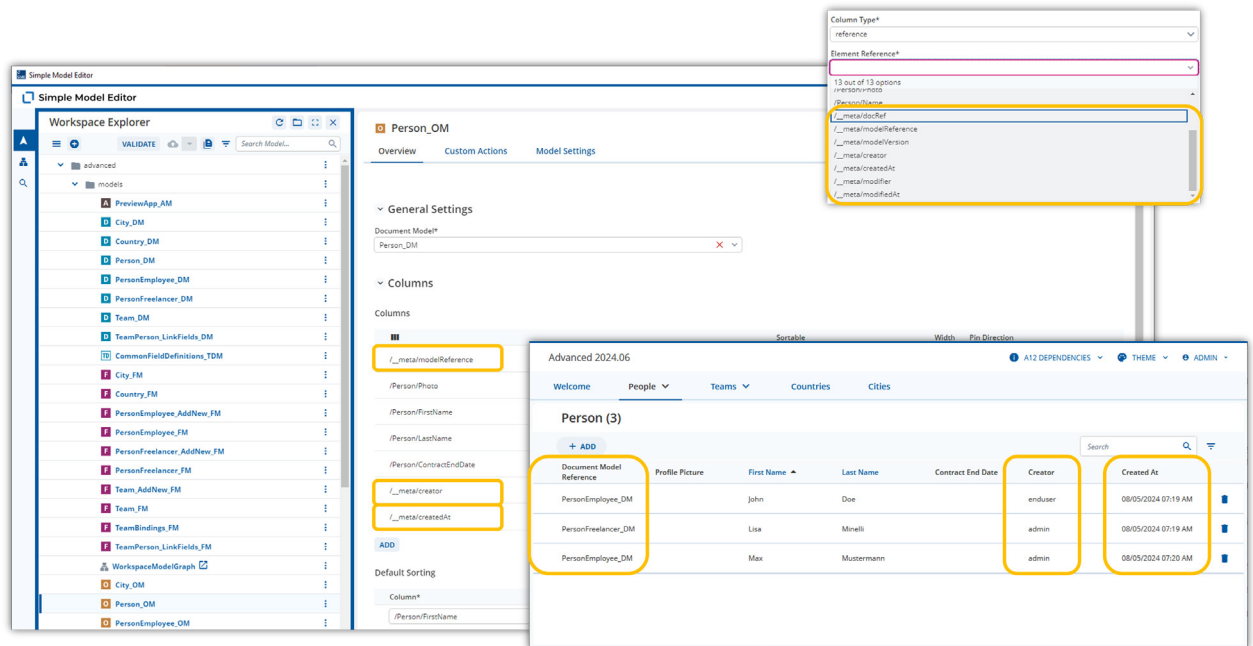 Column Type*
reference
Element Reference*
13 out of 13 options
/Person/Photo
/Person/Name
/__meta/docRef
/__meta/modelReference
/__meta/modelVersion
/__meta/creator
/__meta/createdAt
/__meta/modifier
/__meta/modifiedAt
Simple Model Editor
Simple Model Editor
Workspace Explorer
VALIDATE
Search Model...
advanced
models
A PreviewApp_AM
D City_DM
D Country_DM
D Person_DM
D PersonEmployee_DM
D PersonFreelancer_DM
D Team_DM
D TeamPerson_LinkFields_DM
TD CommonFieldDefinitions_TDM
F City_FM
F Country_FM
F PersonEmployee_AddNew_FM
F PersonEmployee_FM
F PersonFreelancer_AddNew_FM
F PersonFreelancer_FM
F Team_AddNew_FM
F Team_FM
F TeamBindings_FM
F TeamPerson_LinkFields_FM
WorkspaceModelGraph
O City_OM
O Person_OM
O PersonEmployee_OM
O Person_OM
Overview Custom Actions Model Settings
General Settings
Document Model*
Person_DM
Columns
Columns
Sortable Width Pin Direction
/__meta/modelReference
/Person/Photo
/Person/FirstName
/Person/LastName
/Person/ContractEndDate
/__meta/creator
/__meta/createdAt
ADD
Default Sorting
Column*
/Person/FirstName
Advanced 2024.06 A12 DEPENDENCIES THEME ADMIN
Welcome People Teams Countries Cities
Person (3)
+ ADD Search
Document Model Reference Profile Picture First Name Last Name Contract End Date Creator Created At
PersonEmployee_DM John Doe enduser 08/05/2024 07:19 AM
PersonFreelancer_DM Lisa Minelli admin 08/05/2024 07:19 AM
PersonEmployee_DM Max Mustermann admin 08/05/2024 07:20 AM